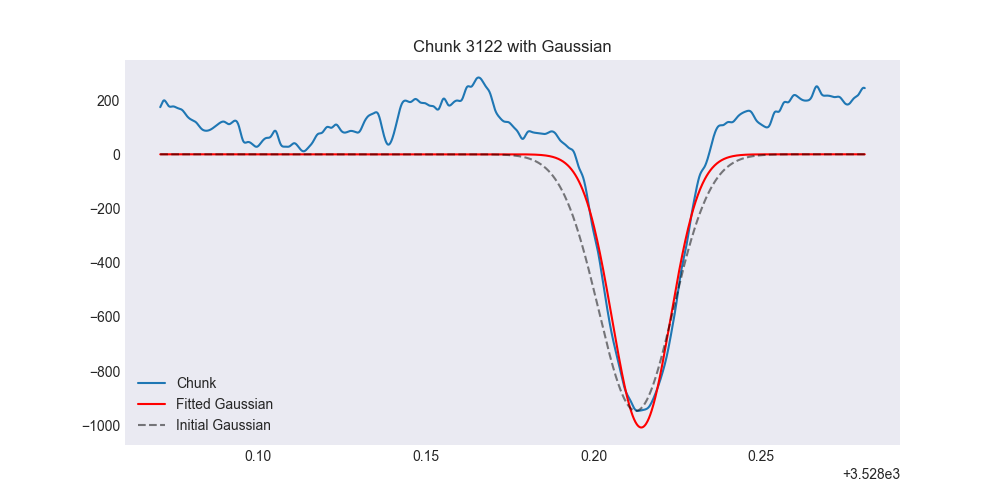 Chunk 3122 with Gaussian
200
0
−200
−400
−600
−800
−1000
Chunk
Fitted Gaussian
Initial Gaussian
0.10 0.15 0.20 0.25
+3.528e3